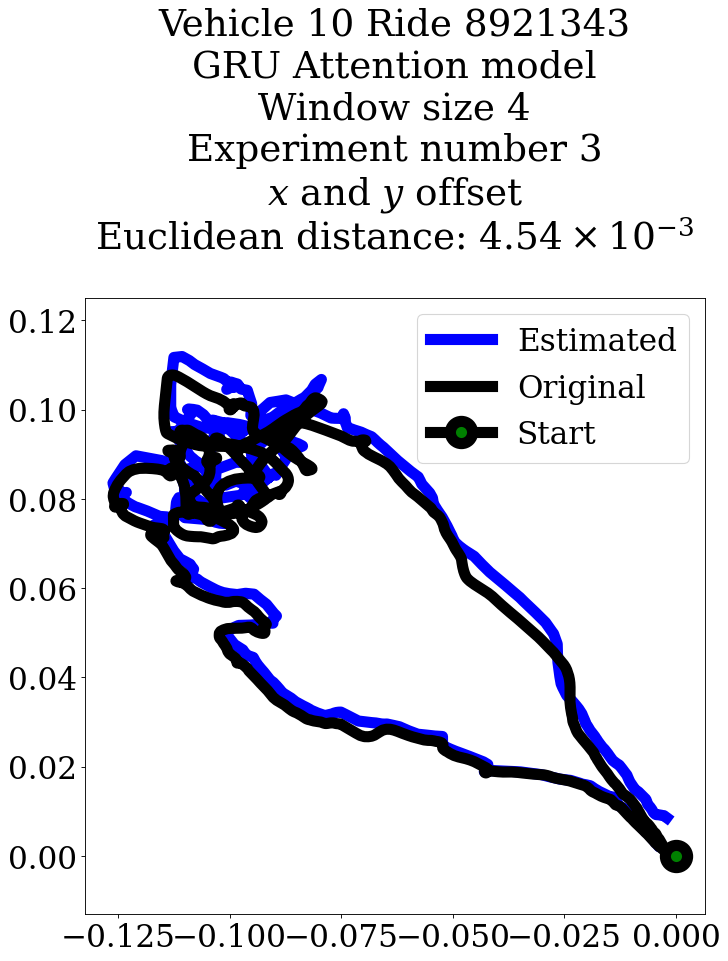 Vehicle 10 Ride 8921343
GRU Attention model
Window size 4
Experiment number 3
x and y offset
Euclidean distance: 4.54 × 10⁻³
Estimated
Original
Start
0.12
0.10
0.08
0.06
0.04
0.02
0.00
−0.125 −0.100 −0.075 −0.050 −0.025 0.000